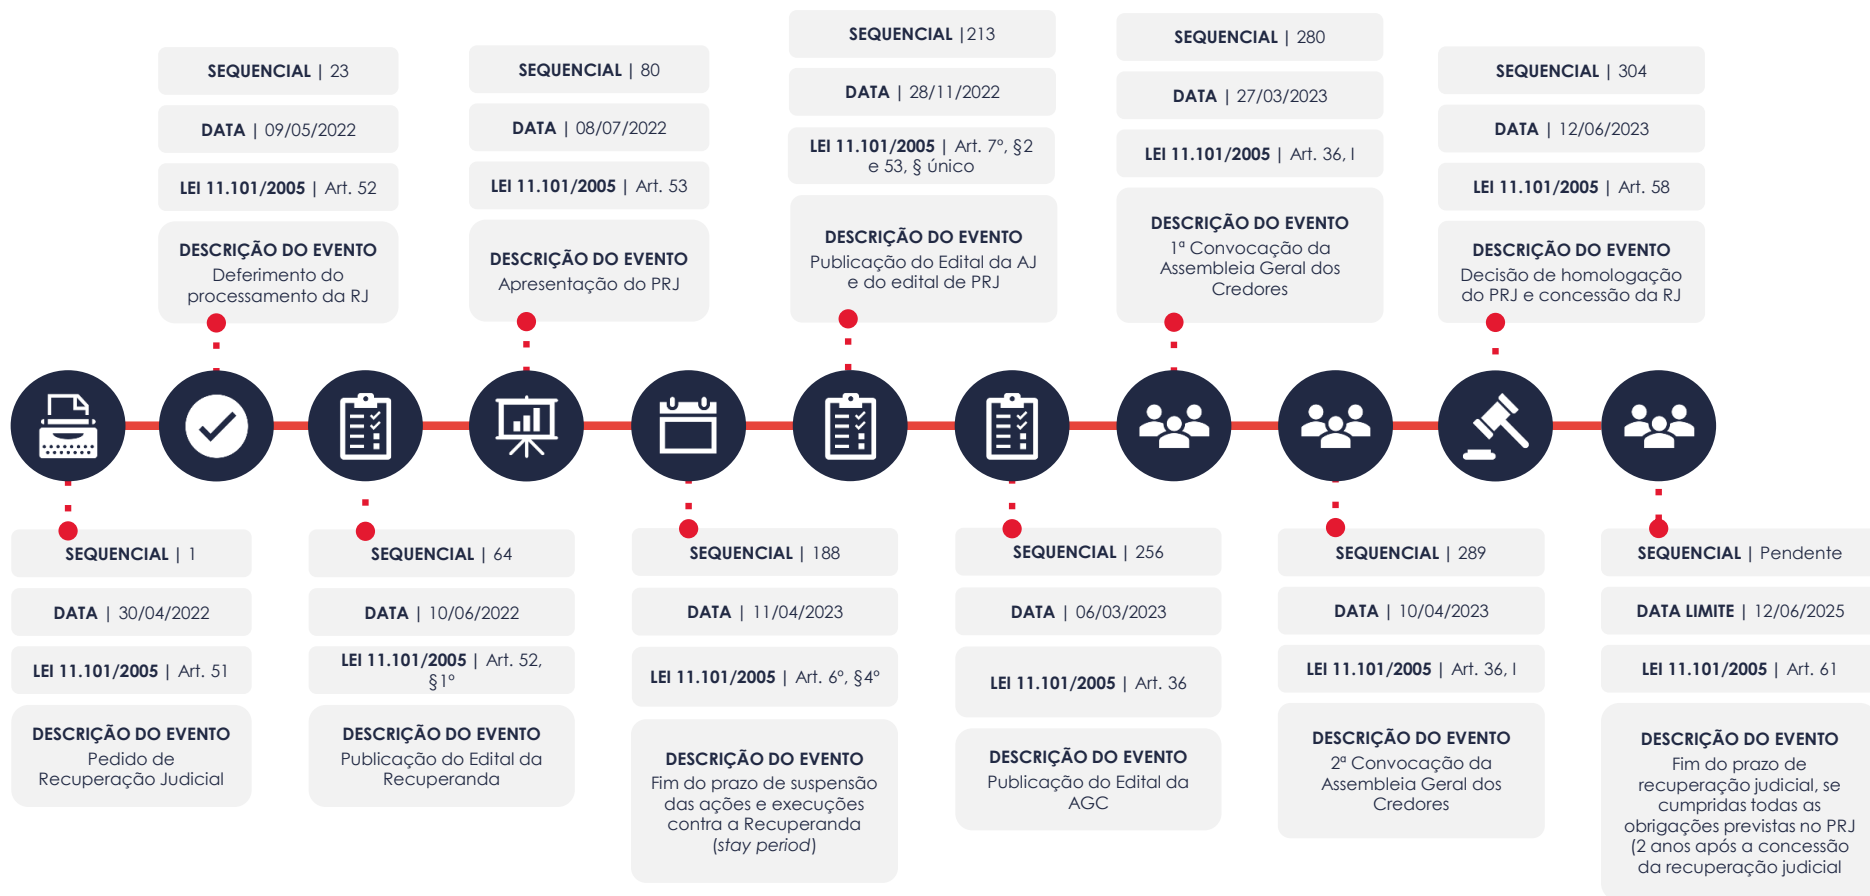 SEQUENCIAL | 23
DATA | 09/05/2022
LEI 11.101/2005 | Art. 52
DESCRIÇÃO DO EVENTO
Deferimento do
processamento da RJ
SEQUENCIAL | 80
DATA | 08/07/2022
LEI 11.101/2005 | Art. 53
DESCRIÇÃO DO EVENTO
Apresentação do PRJ
SEQUENCIAL |213
DATA | 28/11/2022
LEI 11.101/2005 | Art. 7º, §2
e 53, § único
DESCRIÇÃO DO EVENTO
Publicação do Edital da AJ
e do edital de PRJ
SEQUENCIAL | 280
DATA | 27/03/2023
LEI 11.101/2005 | Art. 36, I
DESCRIÇÃO DO EVENTO
1ª Convocação da
Assembleia Geral dos
Credores
SEQUENCIAL | 304
DATA | 12/06/2023
LEI 11.101/2005 | Art. 58
DESCRIÇÃO DO EVENTO
Decisão de homologação
do PRJ e concessão da RJ
SEQUENCIAL | 1
DATA | 30/04/2022
LEI 11.101/2005 | Art. 51
DESCRIÇÃO DO EVENTO
Pedido de
Recuperação Judicial
SEQUENCIAL | 64
DATA | 10/06/2022
LEI 11.101/2005 | Art. 52,
§1º
DESCRIÇÃO DO EVENTO
Publicação do Edital da
Recuperanda
SEQUENCIAL | 188
DATA | 11/04/2023
LEI 11.101/2005 | Art. 6º, §4º
DESCRIÇÃO DO EVENTO
Fim do prazo de suspensão
das ações e execuções
contra a Recuperanda
(stay period)
SEQUENCIAL | 256
DATA | 06/03/2023
LEI 11.101/2005 | Art. 36
DESCRIÇÃO DO EVENTO
Publicação do Edital da
AGC
SEQUENCIAL | 289
DATA | 10/04/2023
LEI 11.101/2005 | Art. 36, I
DESCRIÇÃO DO EVENTO
2ª Convocação da
Assembleia Geral dos
Credores
SEQUENCIAL | Pendente
DATA LIMITE | 12/06/2025
LEI 11.101/2005 | Art. 61
DESCRIÇÃO DO EVENTO
Fim do prazo de
recuperação judicial, se
cumpridas todas as
obrigações previstas no PRJ
(2 anos após a concessão
da recuperação judicial